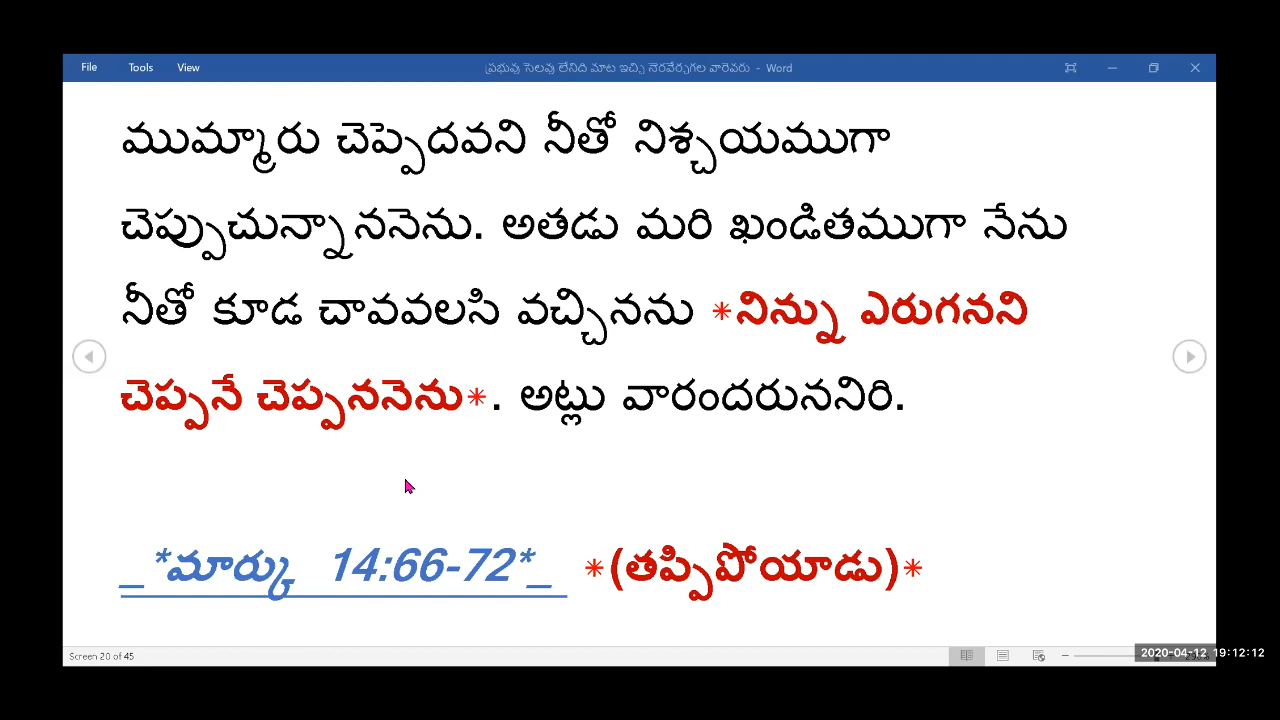 File Tools View ప్రభువు సెలవు లేనిది మాట ఇచ్చి నెరవేర్చగల వారెవరు - Word
ముమ్మారు చెప్పెదవని నీతో నిశ్చయముగా
చెప్పుచున్నాననెను. అతడు మరి ఖండితముగా నేను
నీతో కూడ చావవలసి వచ్చినను *నిన్ను ఎరుగనని
చెప్పనే చెప్పననెను*. అట్లు వారందరుననిరి.
_*మార్కు 14:66-72*_ *(తప్పిపోయాడు)*
Screen 20 of 45
2020-04-12 19:12:12